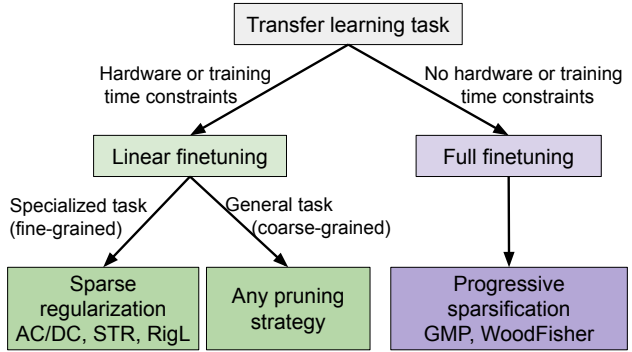 Transfer learning task
Hardware or training
time constraints
No hardware or training
time constraints
Linear finetuning
Full finetuning
Specialized task
(fine-grained)
General task
(coarse-grained)
Sparse
regularization
AC/DC, STR, RigL
Any pruning
strategy
Progressive
sparsification
GMP, WoodFisher